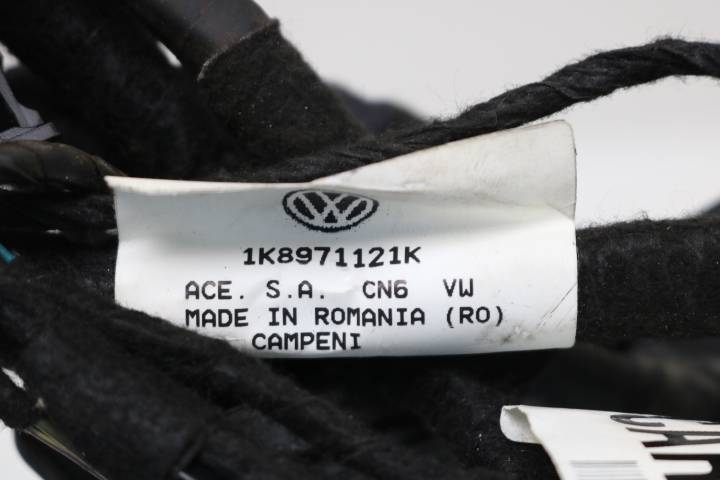 1K8971121K
ACE. S.A. CN6 VW
MADE IN ROMANIA (RO)
CAMPENI